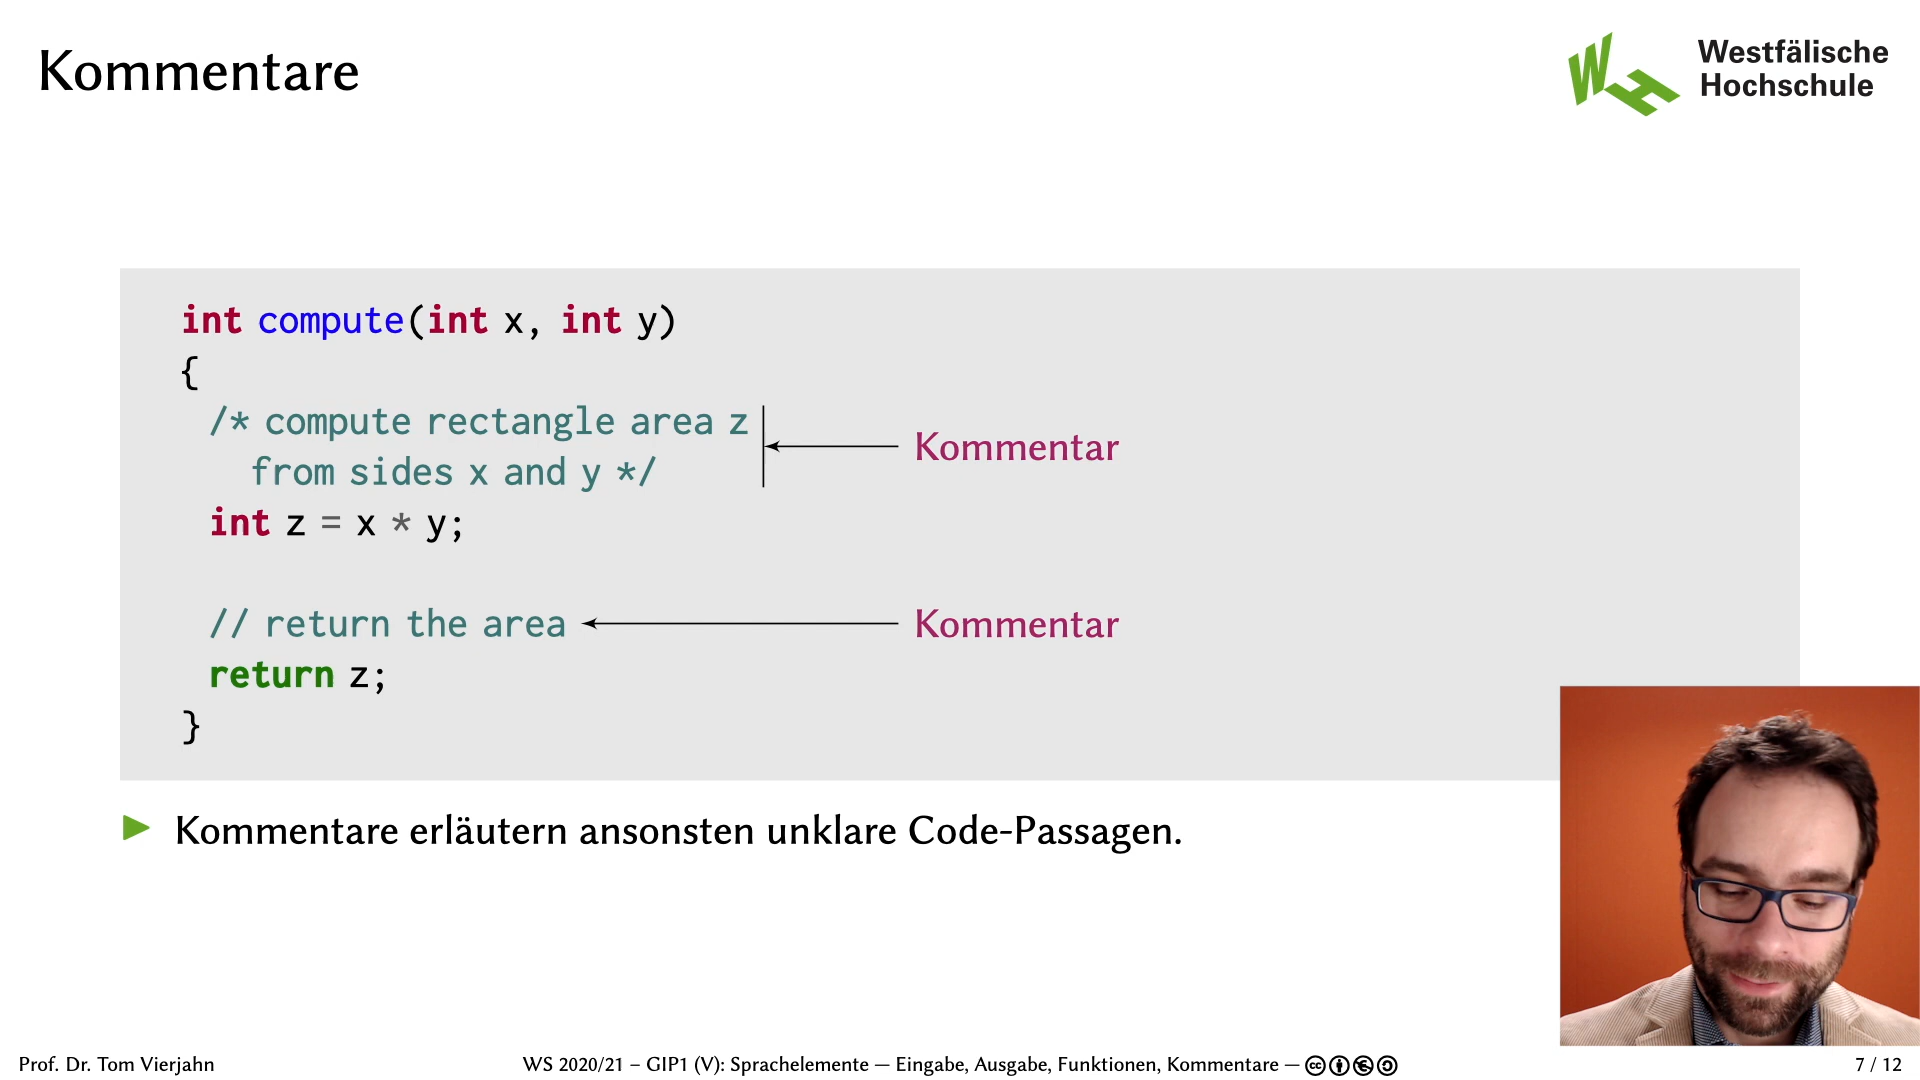 Kommentare
Westfälische
Hochschule
int compute(int x, int y)
{
/* compute rectangle area z
from sides x and y */
Kommentar
int z = x * y;
// return the area
Kommentar
return z;
}
Kommentare erläutern ansonsten unklare Code-Passagen.
Prof. Dr. Tom Vierjahn
WS 2020/21 – GIP1 (V): Sprachelemente — Eingabe, Ausgabe, Funktionen, Kommentare —
7 / 12